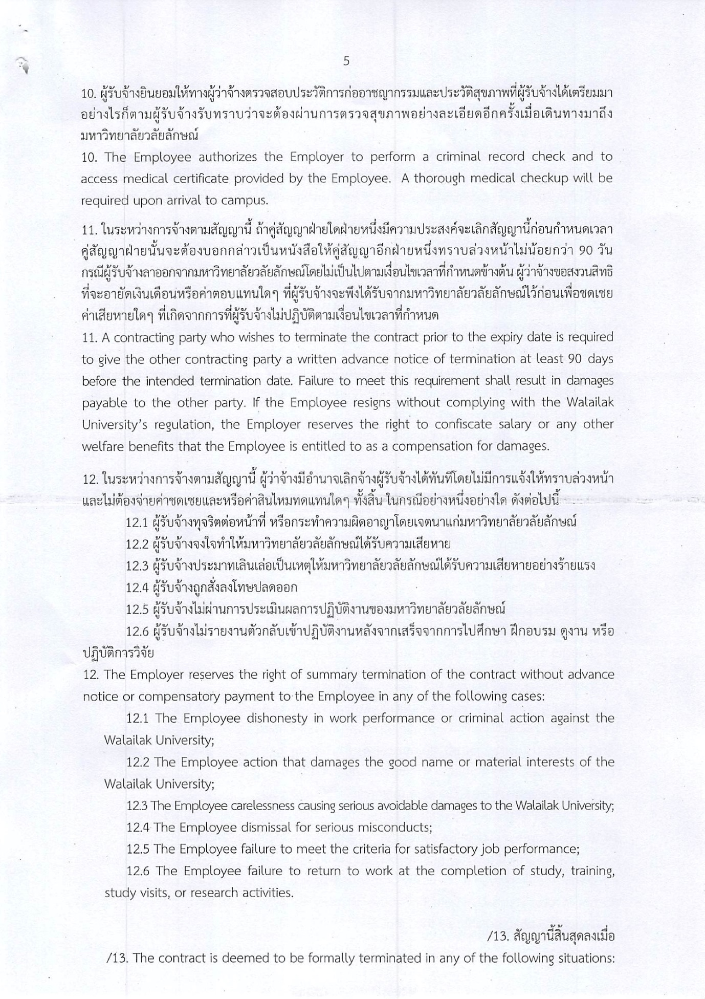 5
10. ผู้รับจ้างยินยอมให้ทางผู้ว่าจ้างตรวจสอบประวัติการก่ออาชญากรรมและประวัติสุขภาพที่ผู้รับจ้างได้เตรียมมา
อย่างไรก็ตามผู้รับจ้างรับทราบว่าจะต้องผ่านการตรวจสุขภาพอย่างละเอียดอีกครั้งเมื่อเดินทางมาถึง
มหาวิทยาลัยวลัยลักษณ์
10. The Employee authorizes the Employer to perform a criminal record check and to
access medical certificate provided by the Employee. A thorough medical checkup will be
required upon arrival to campus.
11. ในระหว่างการจ้างตามสัญญานี้ ถ้าคู่สัญญาฝ่ายใดฝ่ายหนึ่งมีความประสงค์จะเลิกสัญญานี้ก่อนกำหนดเวลา
คู่สัญญาฝ่ายนั้นจะต้องบอกกล่าวเป็นหนังสือให้คู่สัญญาอีกฝ่ายหนึ่งทราบล่วงหน้าไม่น้อยกว่า 90 วัน
กรณีผู้รับจ้างลาออกจากมหาวิทยาลัยวลัยลักษณ์โดยไม่เป็นไปตามเงื่อนไขเวลาที่กำหนดข้างต้น ผู้ว่าจ้างขอสงวนสิทธิ
ที่จะอายัดเงินเดือนหรือค่าตอบแทนใดๆ ที่ผู้รับจ้างจะพึงได้รับจากมหาวิทยาลัยวลัยลักษณ์ไว้ก่อนเพื่อชดเชย
ค่าเสียหายใดๆ ที่เกิดจากการที่ผู้รับจ้างไม่ปฏิบัติตามเงื่อนไขเวลาที่กำหนด
11. A contracting party who wishes to terminate the contract prior to the expiry date is required
to give the other contracting party a written advance notice of termination at least 90 days
before the intended termination date. Failure to meet this requirement shall result in damages
payable to the other party. If the Employee resigns without complying with the Walailak
University’s regulation, the Employer reserves the right to confiscate salary or any other
welfare benefits that the Employee is entitled to as a compensation for damages.
12. ในระหว่างการจ้างตามสัญญานี้ ผู้ว่าจ้างมีอำนาจเลิกจ้างผู้รับจ้างได้ทันทีโดยไม่มีการแจ้งให้ทราบล่วงหน้า
และไม่ต้องจ่ายค่าชดเชยและหรือค่าสินไหมทดแทนใดๆ ทั้งสิ้น ในกรณีอย่างหนึ่งอย่างใด ดังต่อไปนี้
12.1 ผู้รับจ้างทุจริตต่อหน้าที่ หรือกระทำความผิดอาญาโดยเจตนาแก่มหาวิทยาลัยวลัยลักษณ์
12.2 ผู้รับจ้างจงใจทำให้มหาวิทยาลัยวลัยลักษณ์ได้รับความเสียหาย
12.3 ผู้รับจ้างประมาทเลินเล่อเป็นเหตุให้มหาวิทยาลัยวลัยลักษณ์ได้รับความเสียหายอย่างร้ายแรง
12.4 ผู้รับจ้างถูกสั่งลงโทษปลดออก
12.5 ผู้รับจ้างไม่ผ่านการประเมินผลการปฏิบัติงานของมหาวิทยาลัยวลัยลักษณ์
12.6 ผู้รับจ้างไม่รายงานตัวกลับเข้าปฏิบัติงานหลังจากเสร็จจากการไปศึกษา ฝึกอบรม ดูงาน หรือ
ปฏิบัติการวิจัย
12. The Employer reserves the right of summary termination of the contract without advance
notice or compensatory payment to the Employee in any of the following cases:
12.1 The Employee dishonesty in work performance or criminal action against the
Walailak University;
12.2 The Employee action that damages the good name or material interests of the
Walailak University;
12.3 The Employee carelessness causing serious avoidable damages to the Walailak University;
12.4 The Employee dismissal for serious misconducts;
12.5 The Employee failure to meet the criteria for satisfactory job performance;
12.6 The Employee failure to return to work at the completion of study, training,
study visits, or research activities.
/13. สัญญานี้สิ้นสุดลงเมื่อ
/13. The contract is deemed to be formally terminated in any of the following situations: